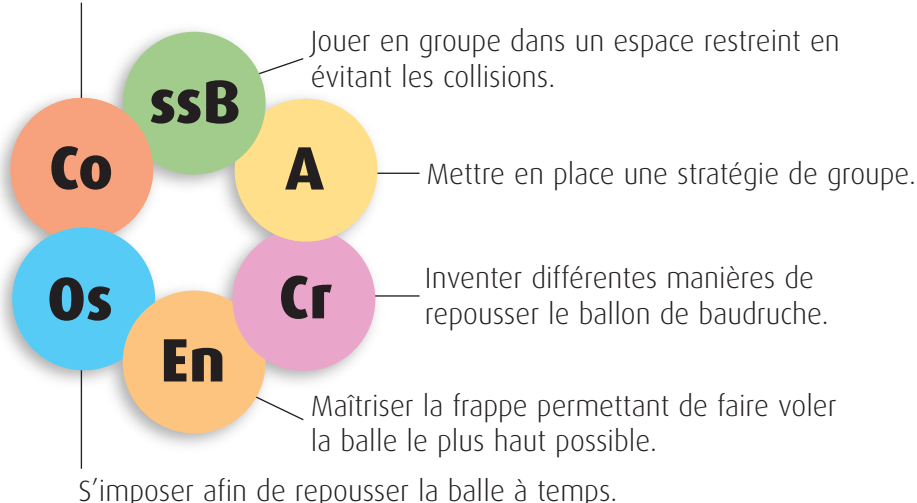 Jouer en groupe dans un espace restreint en
évitant les collisions.
ssB
Co
A
Mettre en place une stratégie de groupe.
Os
Cr
Inventer différentes manières de
repousser le ballon de baudruche.
En
Maîtriser la frappe permettant de faire voler
la balle le plus haut possible.
S’imposer afin de repousser la balle à temps.